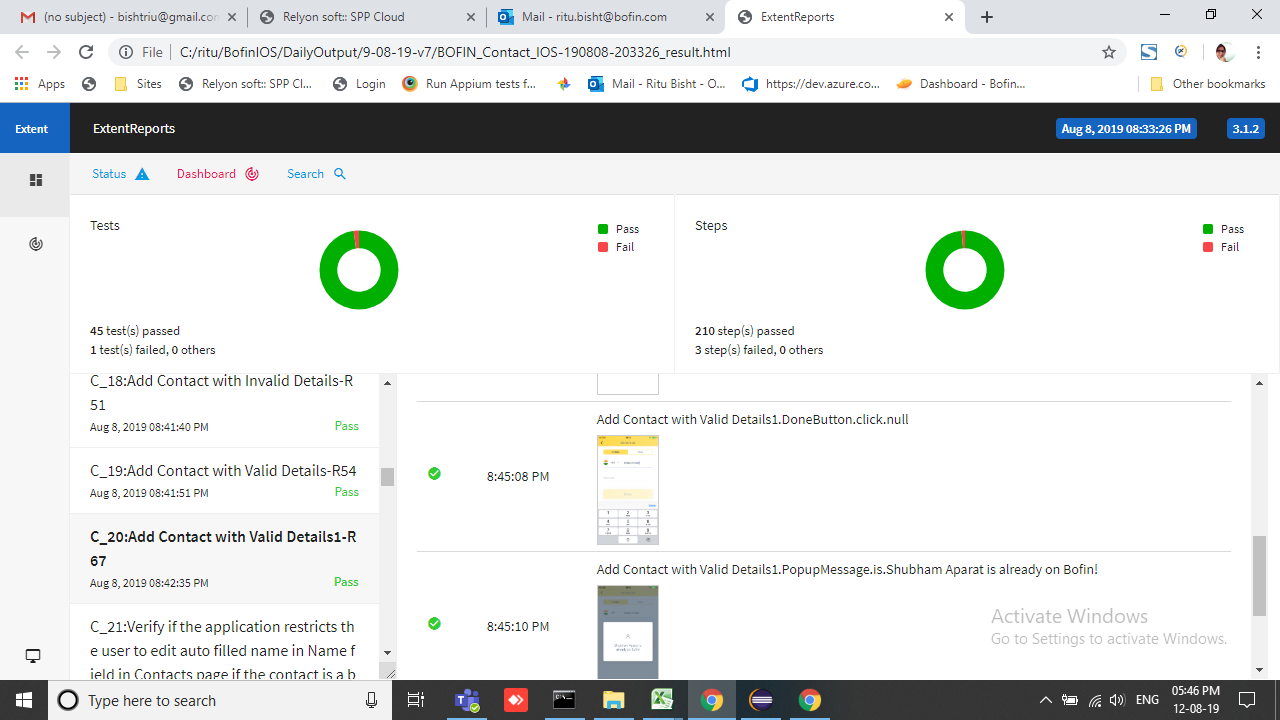 (no subject) - bishtriu@gmail.con
Relyon soft:: SPP Cloud
Mail - ritu.bisht@bofin.com
ExtentReports
File
C:/ritu/BofinIOS/DailyOutput/9-08-19-v7/BOFIN_Contact_IOS-190808-203326_result.html
Apps
Sites
Relyon soft:: SPP Cl...
Login
Run Appium tests f...
Mail - Ritu Bisht - O...
https://dev.azure.co...
Dashboard - Bofin...
Other bookmarks
Extent
ExtentReports
Aug 8, 2019 08:33:26 PM
3.1.2
Status
Dashboard
Search
Tests
Pass
Fail
45 test(s) passed
1 test(s) failed, 0 others
Steps
Pass
Fail
210 step(s) passed
3 step(s) failed, 0 others
C_18:Add Contact with Invalid Details-R
51
Aug 8, 2019 08:41:40 PM
Pass
C_19:Add Contact with Valid Details-R54
Aug 8, 2019 08:41:51 PM
Pass
C_20:Add Contact with Valid Details1-R
67
Aug 8, 2019 08:42:35 PM
Pass
C_21:Verify if the application restricts th
e user to edit auto filled name in Name f
ield in Contacts page if the contact is a b
Add Contact with Valid Details1.DoneButton.click.null
8:45:08 PM
Add Contact with Valid Details1.PopupMessage.is.Shubham Aparat is already on Bofin!
8:45:10 PM
Activate Windows
Go to Settings to activate Windows.
Type here to search
ENG
05:46 PM
12-08-19